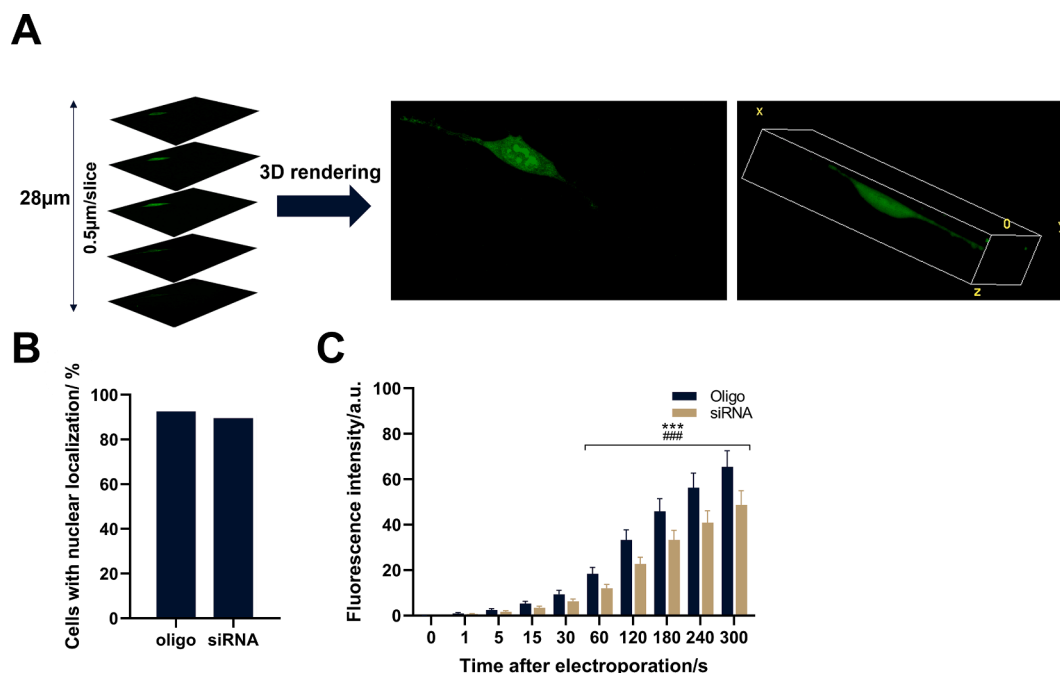 A
28µm
0.5µm/slice
3D rendering
x
0
y
z
B
Cells with nuclear localization/ %
100
80
60
40
20
0
oligo
siRNA
C
Fluorescence intensity/a.u.
100
80
60
40
20
0
Oligo
siRNA
***
###
0 1 5 15 30 60 120 180 240 300
Time after electroporation/s